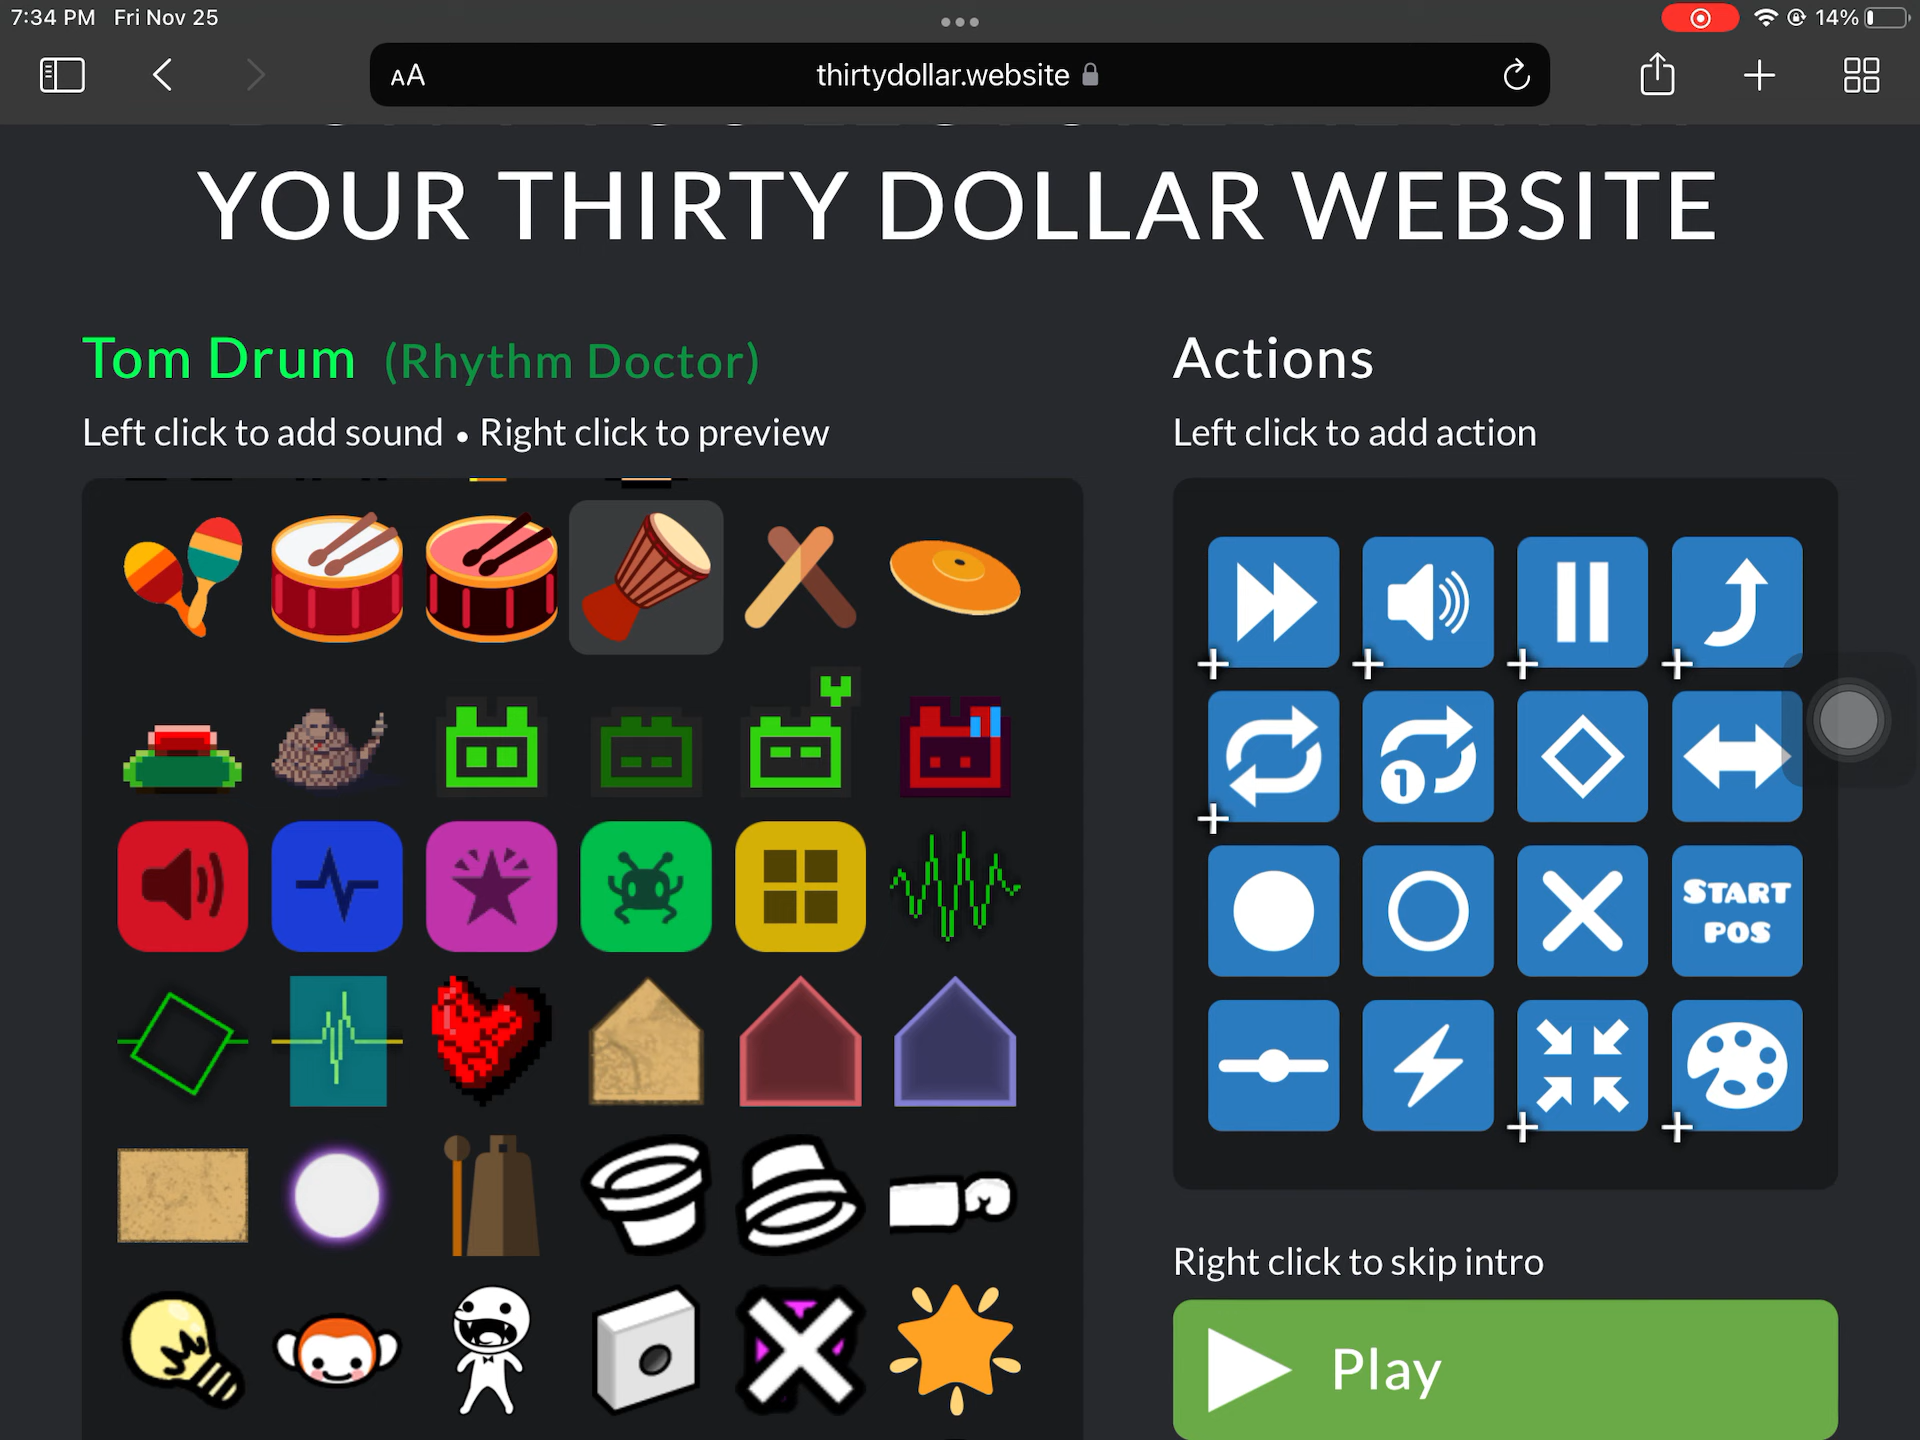 7:34 PM Fri Nov 25
14%
AA
thirtydollar.website
YOUR THIRTY DOLLAR WEBSITE
Tom Drum (Rhythm Doctor)
Left click to add sound • Right click to preview
Actions
Left click to add action
1
START
POS
Right click to skip intro
Play